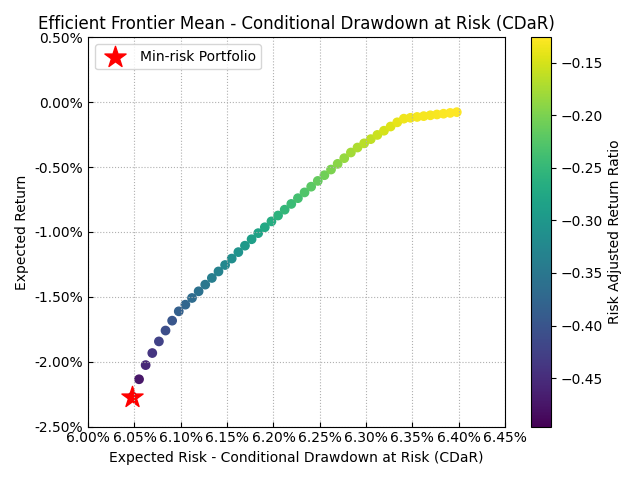 Efficient Frontier Mean - Conditional Drawdown at Risk (CDaR)
0.50%
0.00%
-0.50%
-1.00%
-1.50%
-2.00%
-2.50%
Expected Return
Min-risk Portfolio
6.00% 6.05% 6.10% 6.15% 6.20% 6.25% 6.30% 6.35% 6.40% 6.45%
Expected Risk - Conditional Drawdown at Risk (CDaR)
−0.15
−0.20
−0.25
−0.30
−0.35
−0.40
−0.45
Risk Adjusted Return Ratio